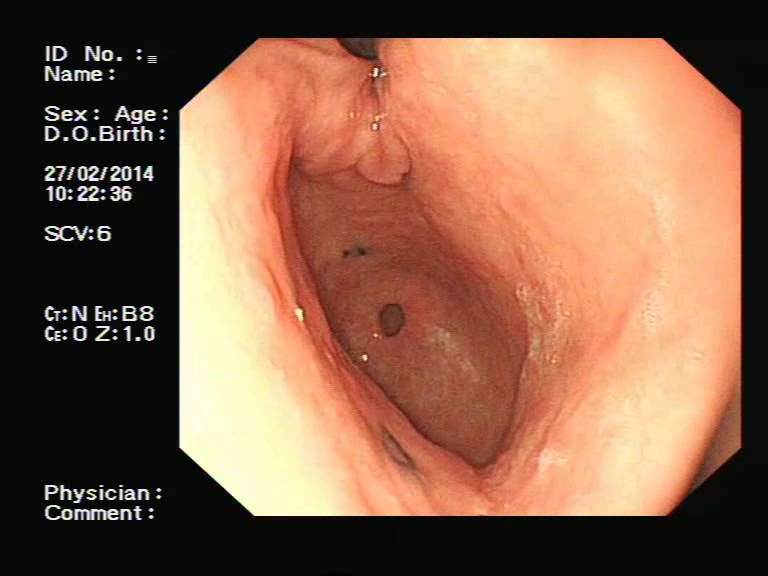 ID No. :
Name:
Sex: Age:
D.O.Birth:
27/02/2014
10:22:36
SCV:6
CT:N EH:B8
CE:0 Z:1.0
Physician:
Comment: